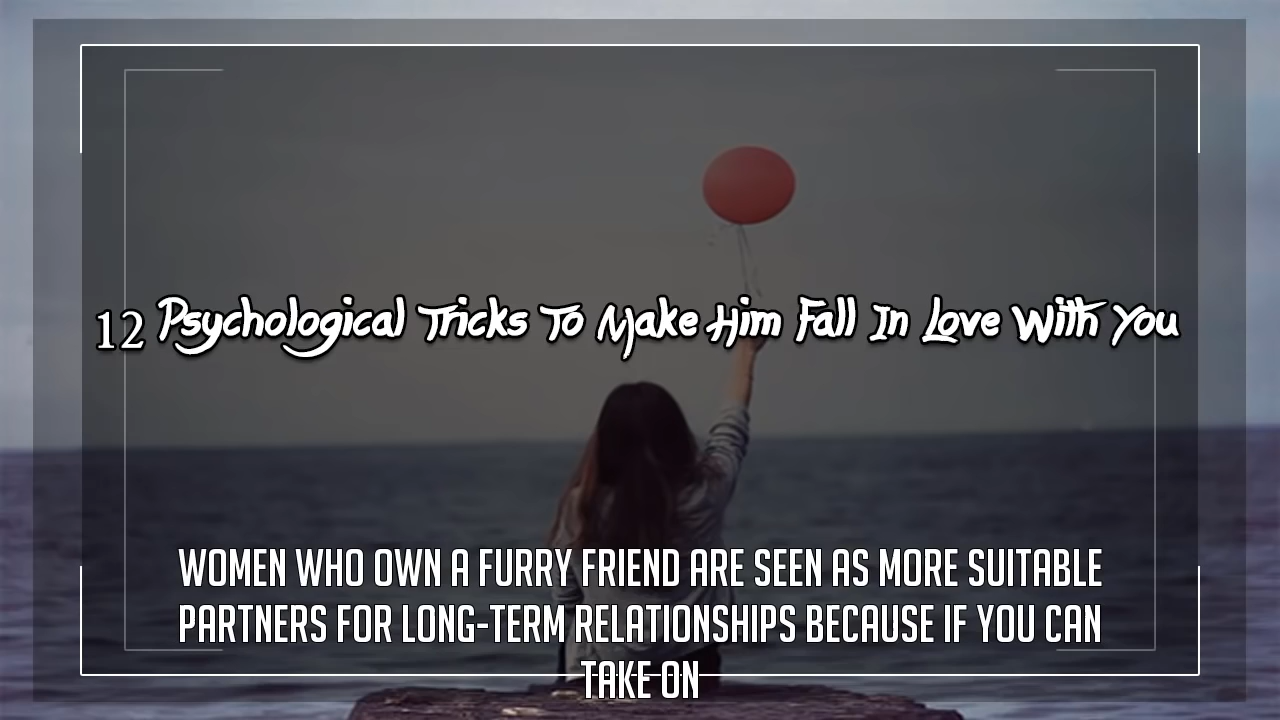 12 Psychological Tricks To Make Him Fall In Love With You
WOMEN WHO OWN A FURRY FRIEND ARE SEEN AS MORE SUITABLE
PARTNERS FOR LONG-TERM RELATIONSHIPS BECAUSE IF YOU CAN
TAKE ON